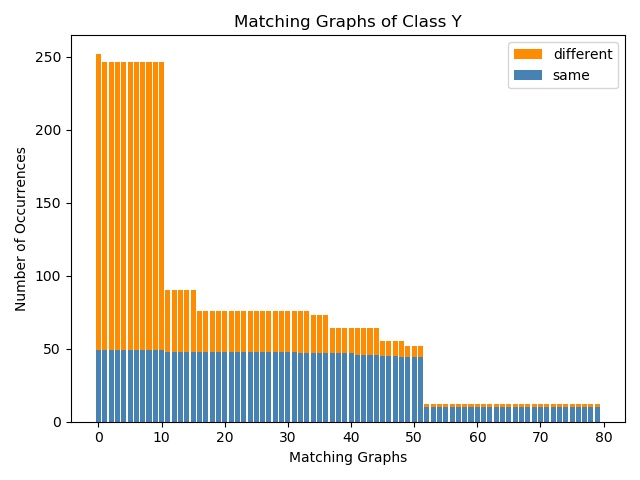 Matching Graphs of Class Y
different
same
Number of Occurrences
250
200
150
100
50
0
0 10 20 30 40 50 60 70 80
Matching Graphs